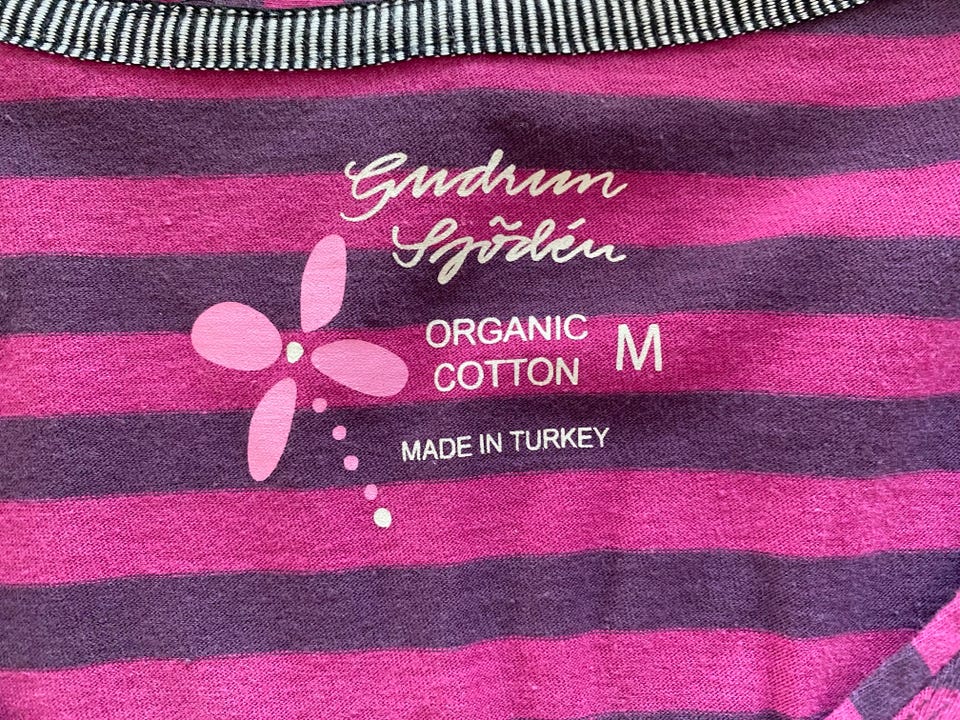 Gudrun
Sjödén
ORGANIC
COTTON M
MADE IN TURKEY